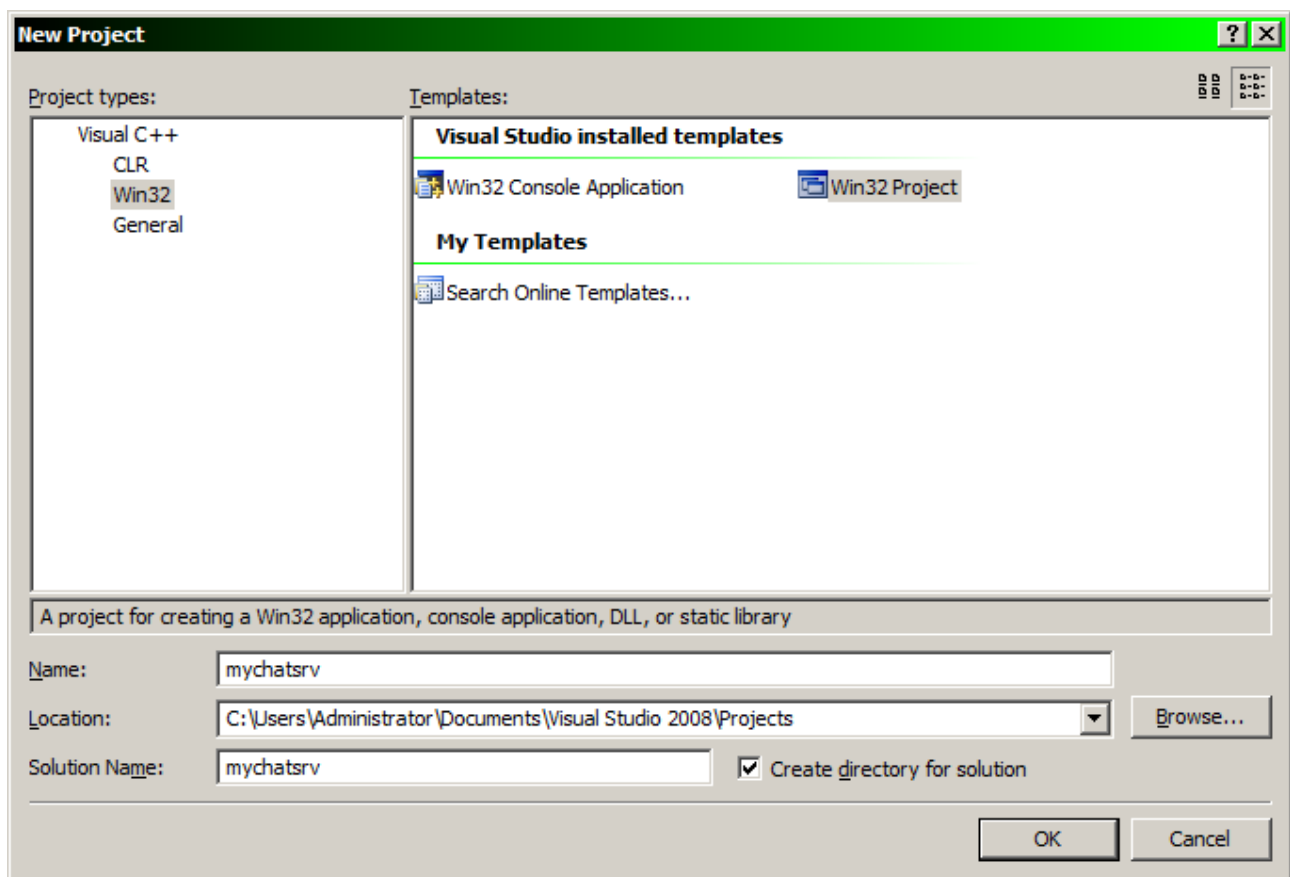 New Project
Project types:
Templates:
Visual C++
CLR
Win32
General
Visual Studio installed templates
Win32 Console Application
Win32 Project
My Templates
Search Online Templates...
A project for creating a Win32 application, console application, DLL, or static library
Name:
mychatsrv
Location:
C:\Users\Administrator\Documents\Visual Studio 2008\Projects
Browse...
Solution Name:
mychatsrv
Create directory for solution
OK
Cancel